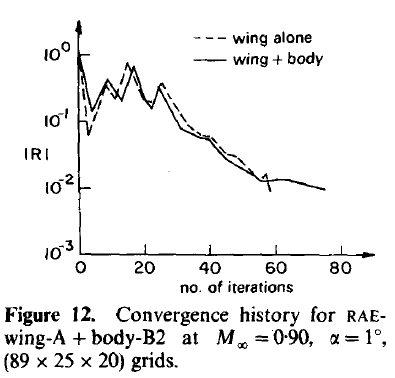 10⁰
--- wing alone
— wing + body
10⁻¹
|R|
10⁻²
10⁻³
0 20 40 60 80
no. of iterations
Figure 12. Convergence history for RAE-
wing-A + body-B2 at M∞ = 0·90, α = 1°,
(89 × 25 × 20) grids.